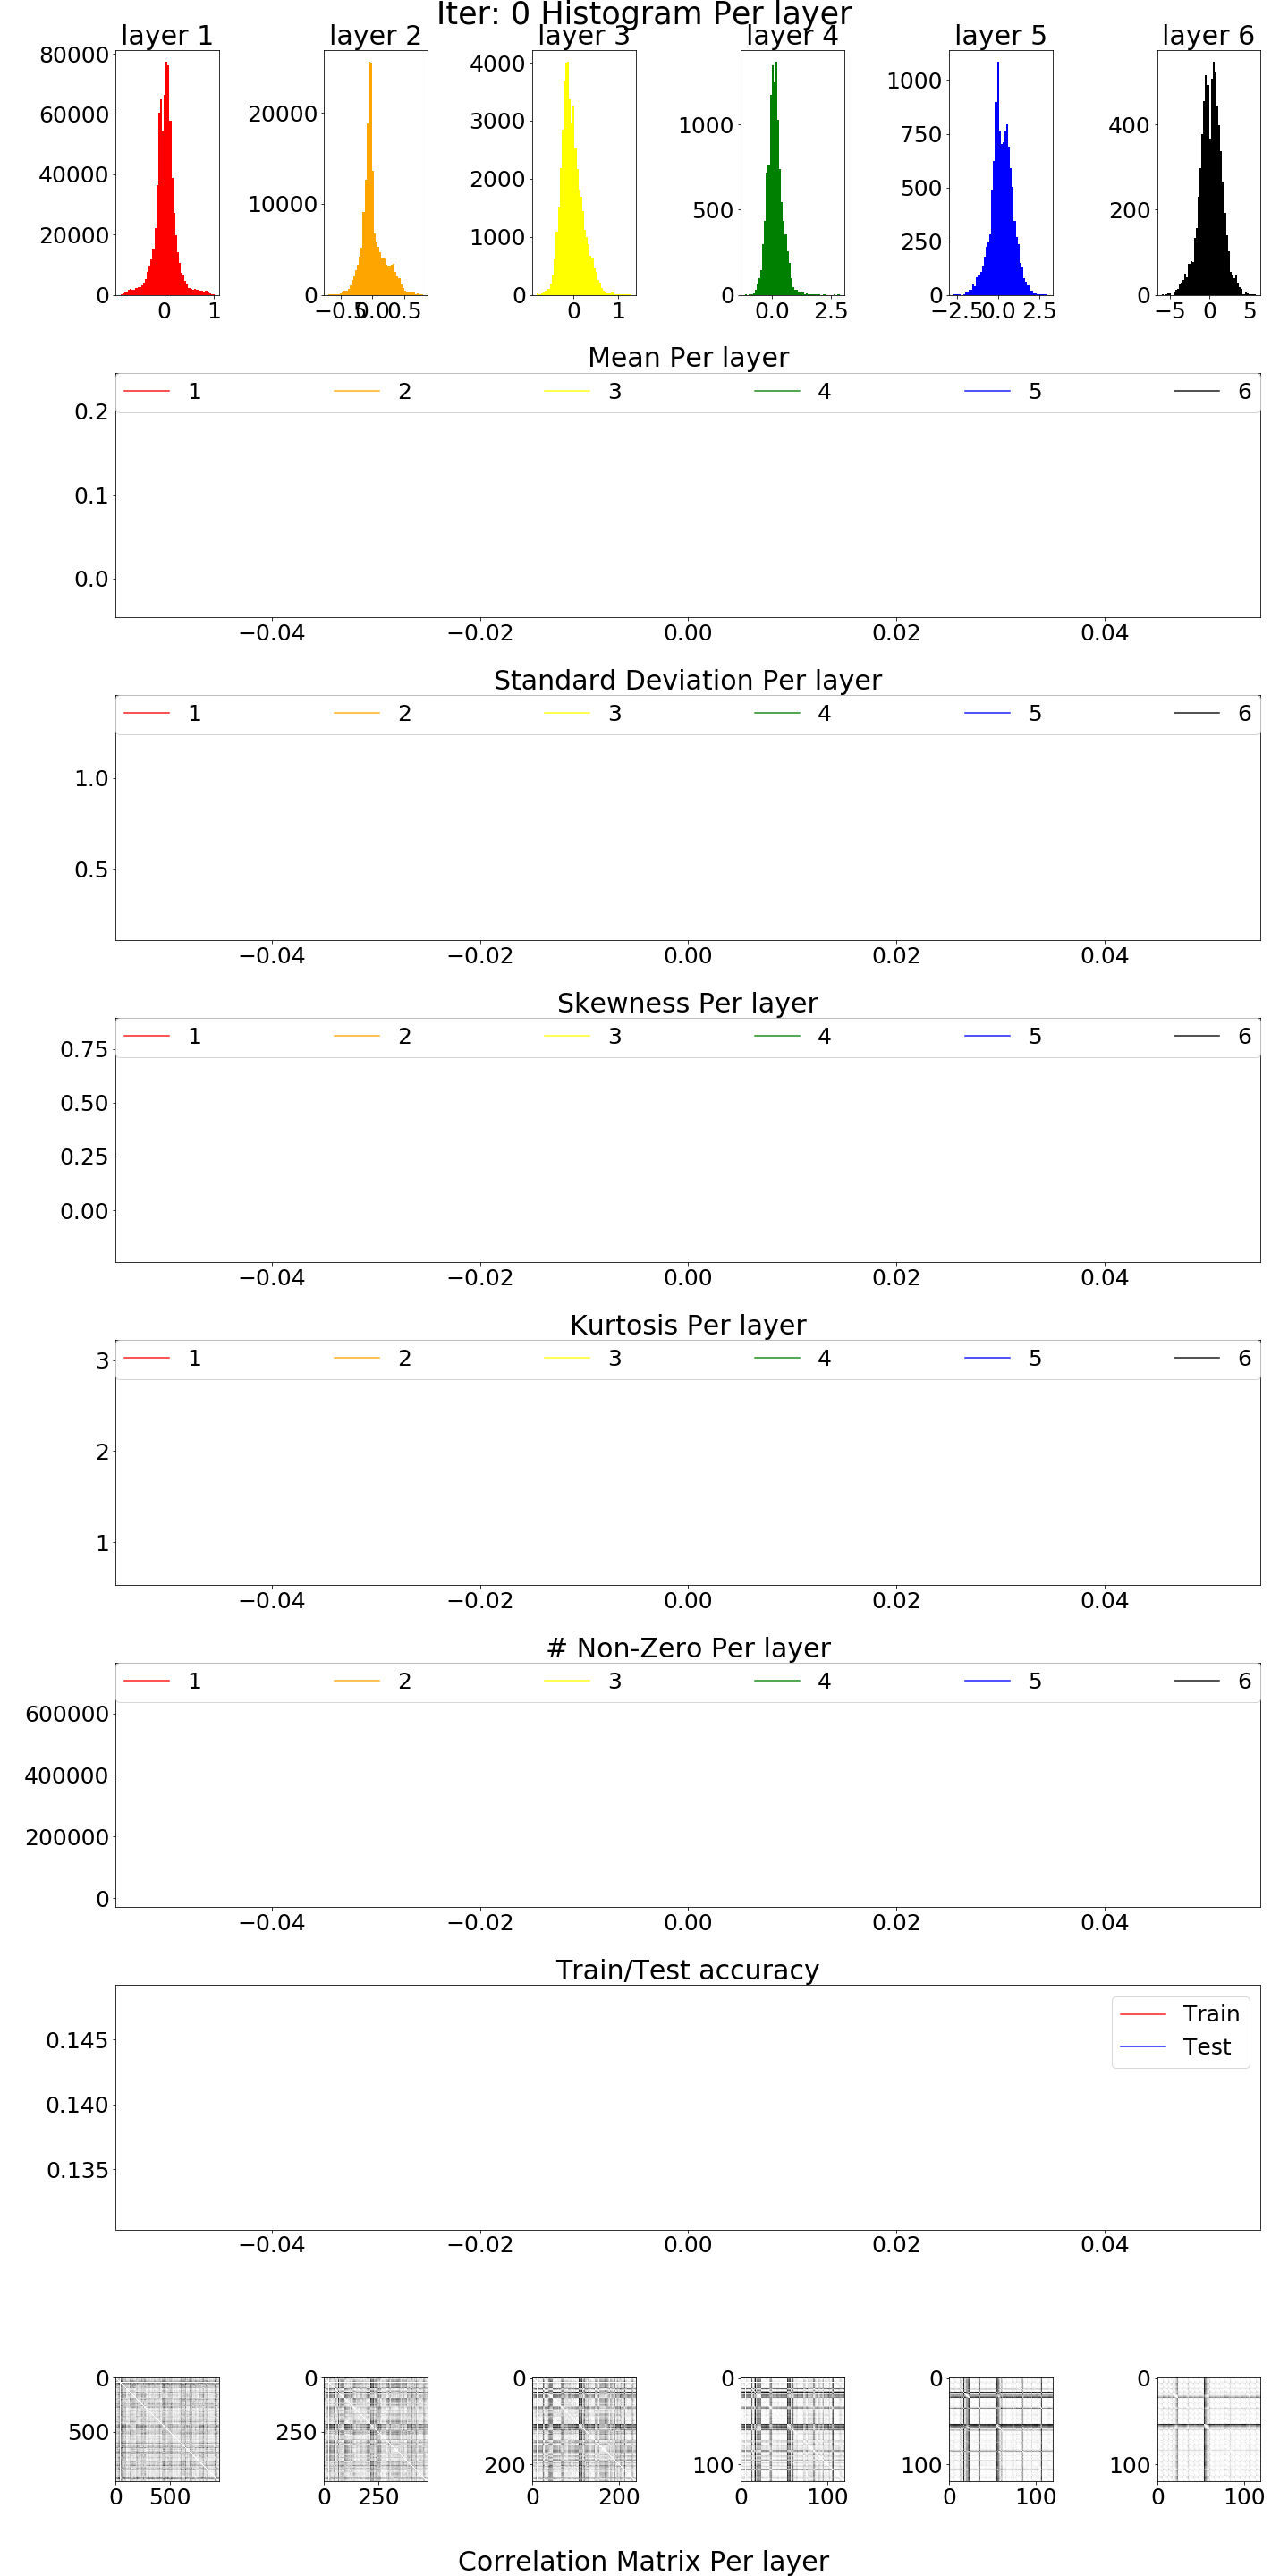 Iter: 0 Histogram Per layer
layer 1 layer 2 layer 3 layer 4 layer 5 layer 6
80000
60000
40000
20000
0
0 1
20000
10000
0
−0.5 0.0 0.5
4000
3000
2000
1000
0
0 1
1000
500
0
0.0 2.5
1000
750
500
250
0
−2.5 0.0 2.5
400
200
0
−5 0 5
Mean Per layer
1 2 3 4 5 6
0.2
0.1
0.0
−0.04 −0.02 0.00 0.02 0.04
Standard Deviation Per layer
1 2 3 4 5 6
1.0
0.5
−0.04 −0.02 0.00 0.02 0.04
Skewness Per layer
1 2 3 4 5 6
0.75
0.50
0.25
0.00
−0.04 −0.02 0.00 0.02 0.04
Kurtosis Per layer
1 2 3 4 5 6
3
2
1
−0.04 −0.02 0.00 0.02 0.04
# Non-Zero Per layer
1 2 3 4 5 6
600000
400000
200000
0
−0.04 −0.02 0.00 0.02 0.04
Train/Test accuracy
Train
Test
0.145
0.140
0.135
−0.04 −0.02 0.00 0.02 0.04
0
500
0 500
0
250
0 250
0
200
0 200
0
100
0 100
0
100
0 100
0
100
0 100
Correlation Matrix Per layer